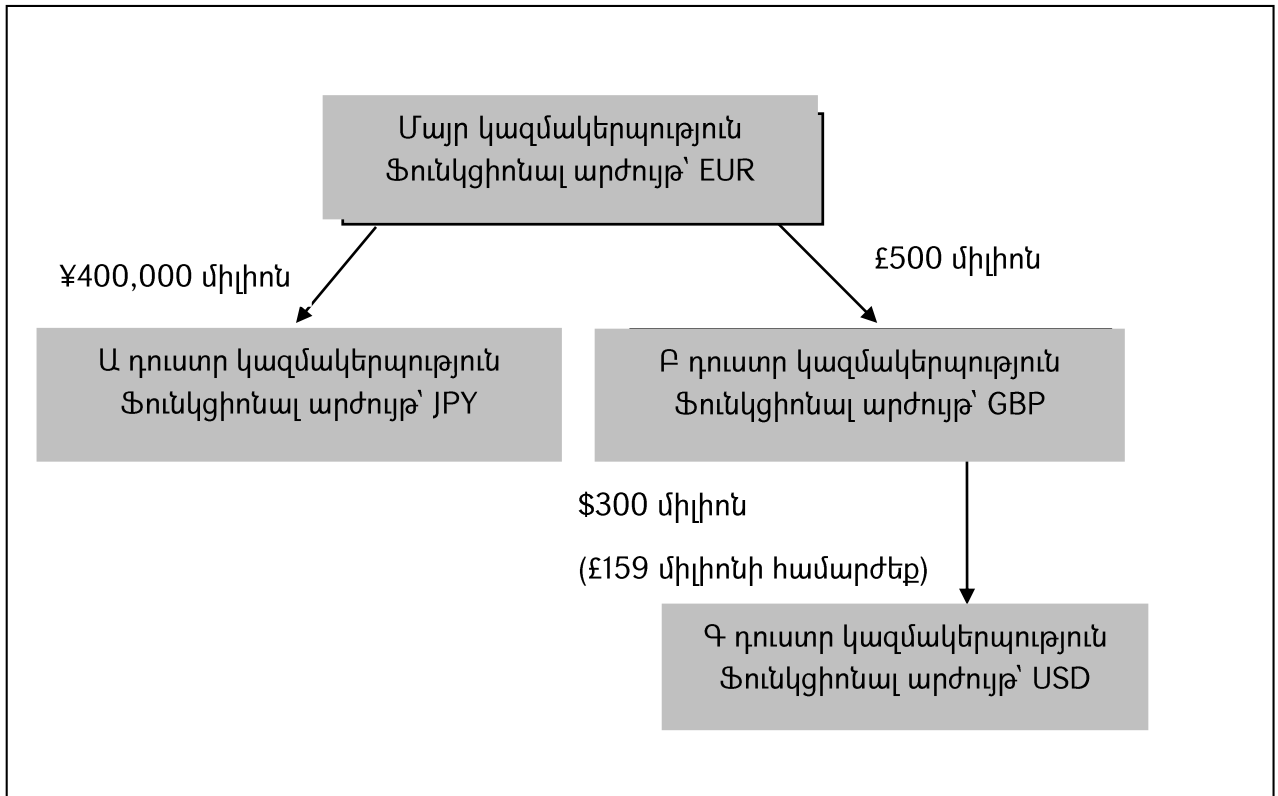 Մայր կազմակերպություն
Ֆունկցիոնալ արժույթ՝ EUR
¥400,000 միլիոն
£500 միլիոն
Ա դուստր կազմակերպություն
Ֆունկցիոնալ արժույթ՝ JPY
Բ դուստր կազմակերպություն
Ֆունկցիոնալ արժույթ՝ GBP
$300 միլիոն
(£159 միլիոնի համարժեք)
Գ դուստր կազմակերպություն
Ֆունկցիոնալ արժույթ՝ USD